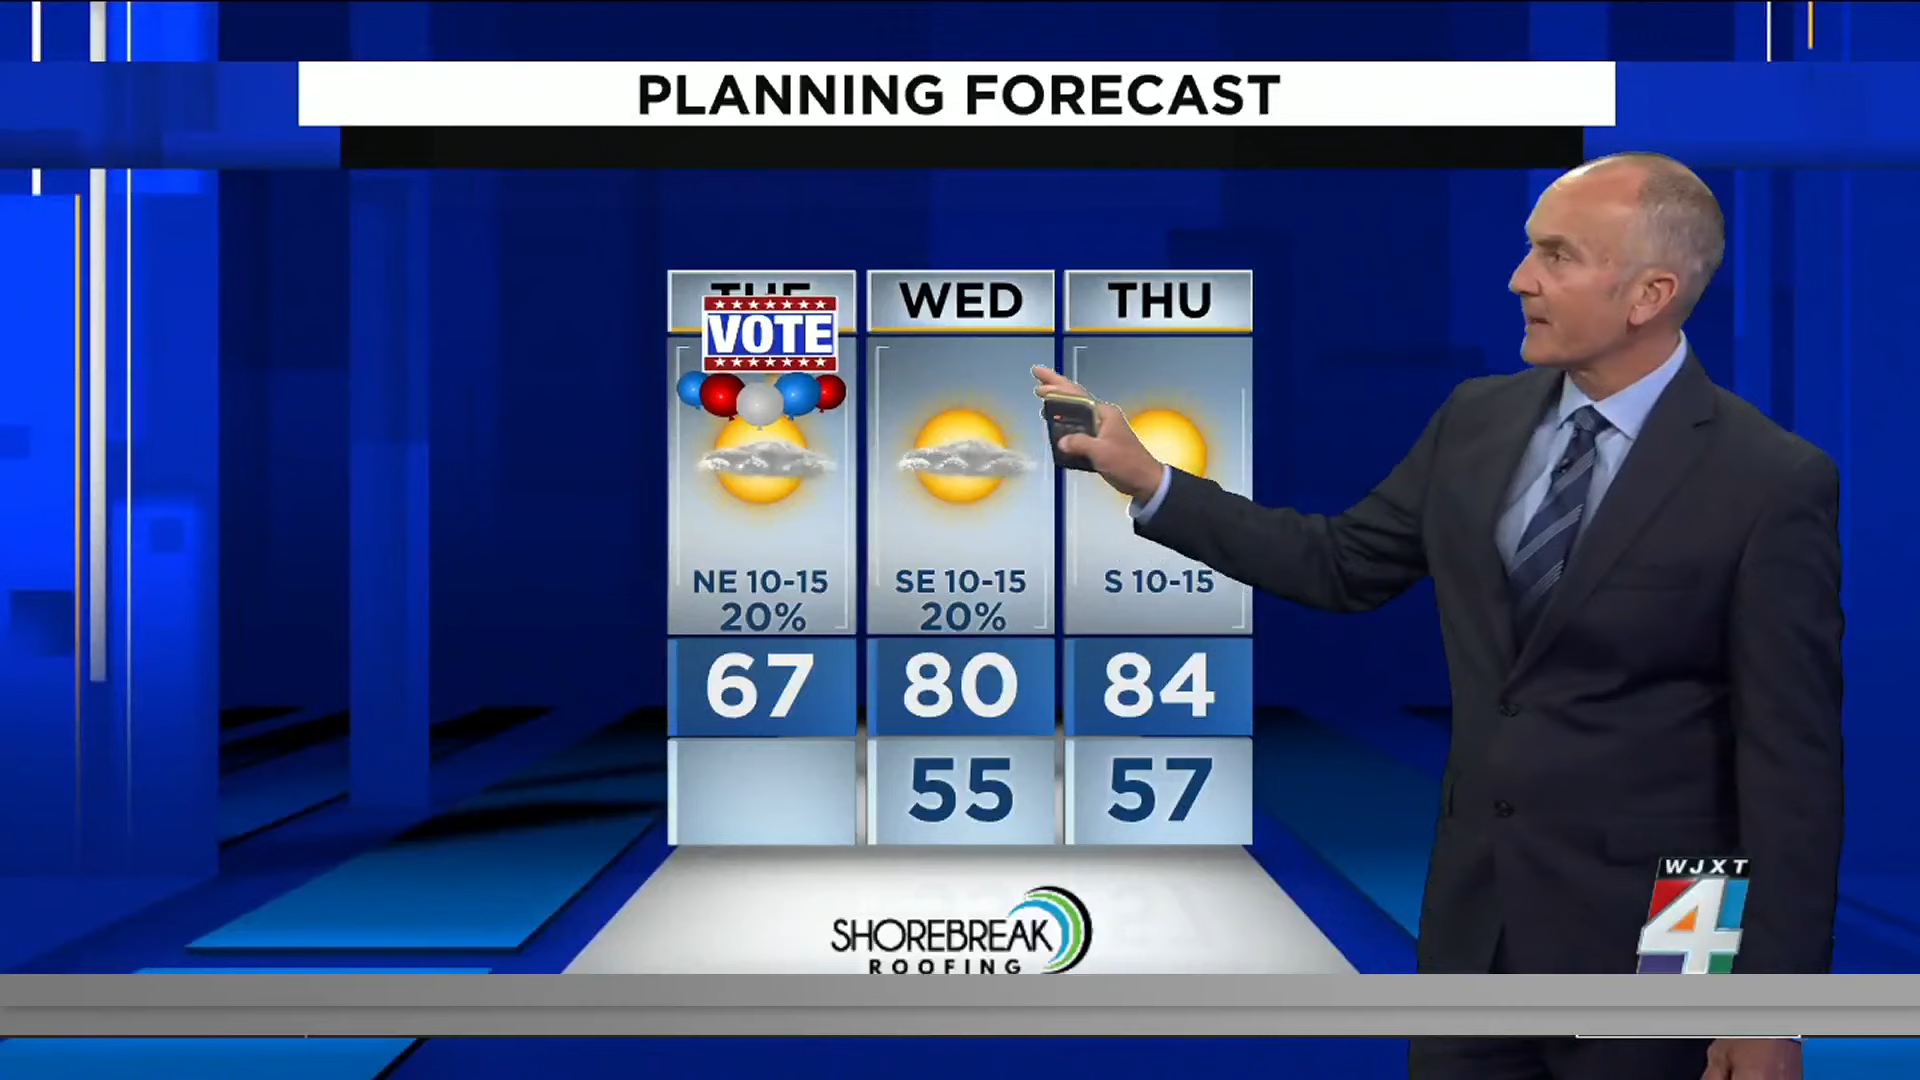 PLANNING FORECAST
TUE
WED
THU
VOTE
NE 10-15
20%
SE 10-15
20%
S 10-15
67
80
84
55
57
SHOREBREAK
ROOFING
WJXT
4